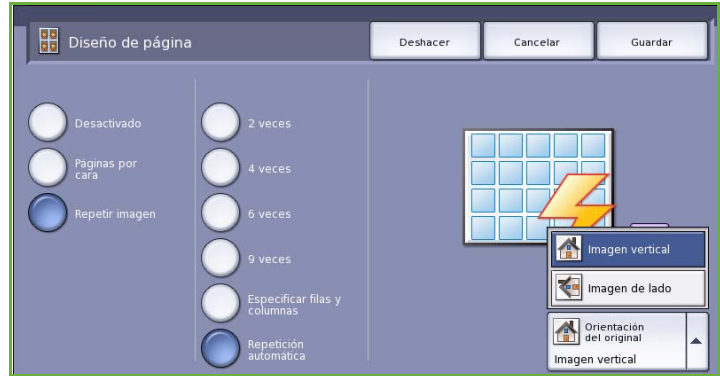 Diseño de página
Deshacer
Cancelar
Guardar
Desactivado
Páginas por
cara
Repetir imagen
2 veces
4 veces
6 veces
9 veces
Especificar filas y
columnas
Repetición
automática
Imagen vertical
Imagen de lado
Orientación
del original
Imagen vertical